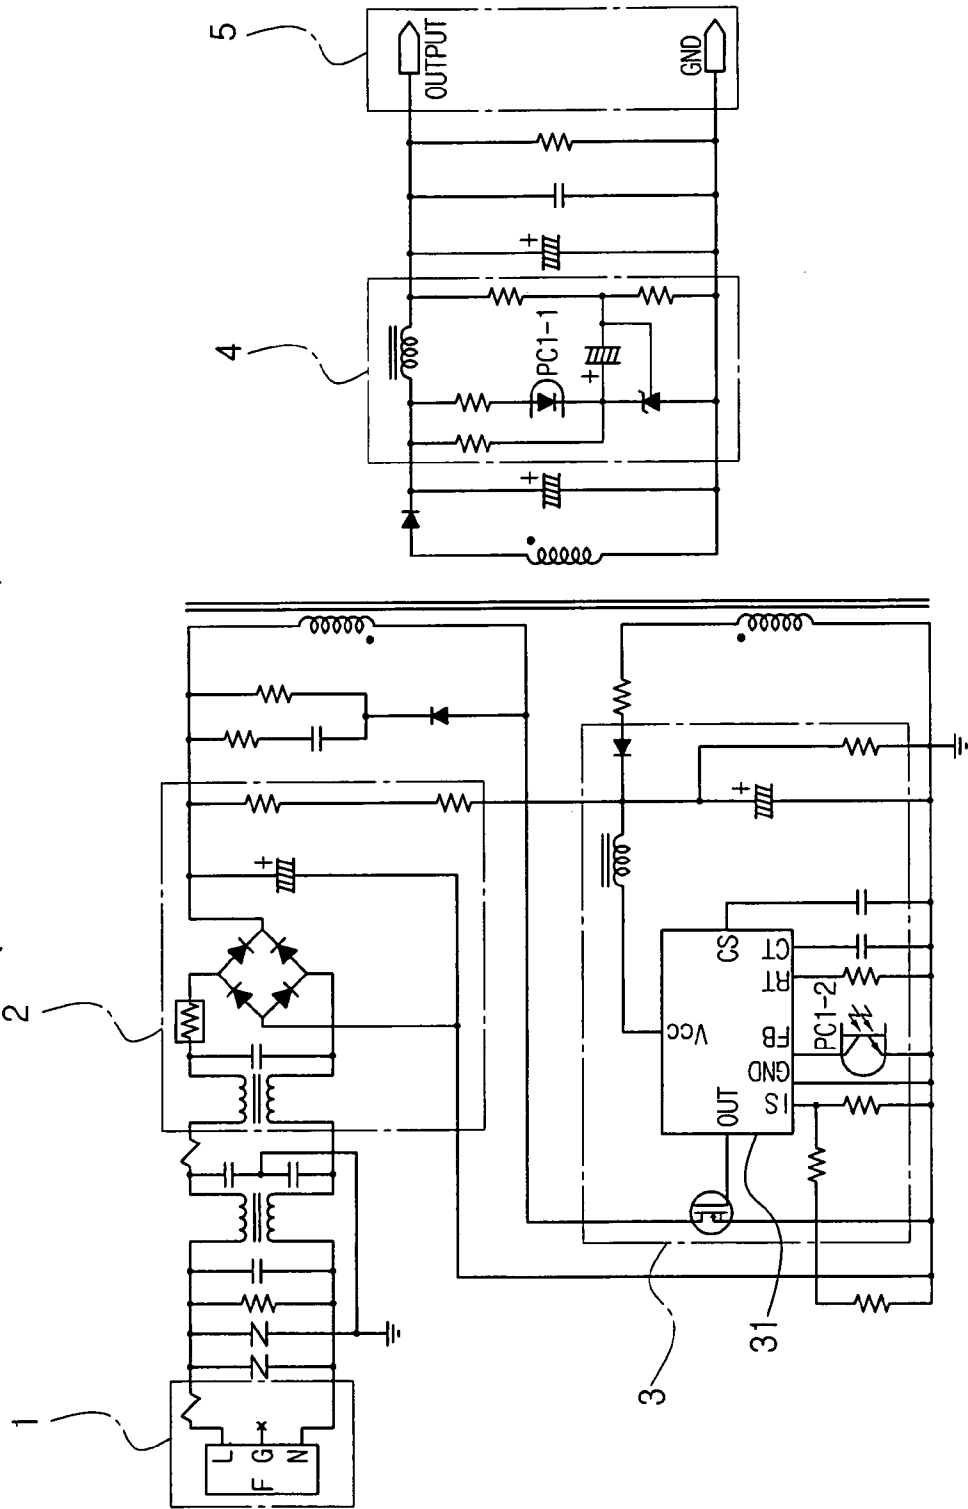 5
OUTPUT
GND
4
PC1-1
+
+
+
2
+
+
CS
CT
RT
Vcc
FB
PC1-2
GND
OUT
IS
3
31
1
L
G
N
F